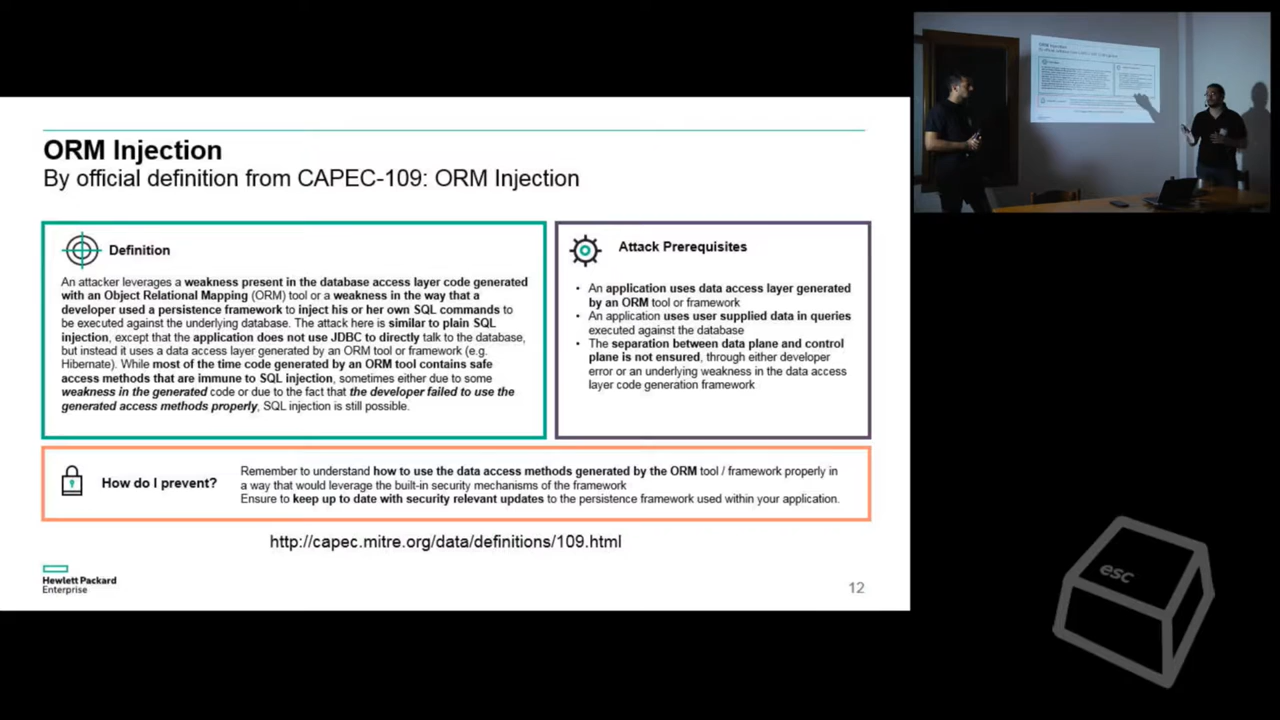 ORM Injection
By official definition from CAPEC-109: ORM Injection
Definition
An attacker leverages a weakness present in the database access layer code generated
with an Object Relational Mapping (ORM) tool or a weakness in the way that a
developer used a persistence framework to inject his or her own SQL commands to
be executed against the underlying database. The attack here is similar to plain SQL
injection, except that the application does not use JDBC to directly talk to the database,
but instead it uses a data access layer generated by an ORM tool or framework (e.g.
Hibernate). While most of the time code generated by an ORM tool contains safe
access methods that are immune to SQL injection, sometimes either due to some
weakness in the generated code or due to the fact that the developer failed to use the
generated access methods properly, SQL injection is still possible.
Attack Prerequisites
• An application uses data access layer generated
by an ORM tool or framework
• An application uses user supplied data in queries
executed against the database
• The separation between data plane and control
plane is not ensured, through either developer
error or an underlying weakness in the data access
layer code generation framework
How do I prevent?
Remember to understand how to use the data access methods generated by the ORM tool / framework properly in
a way that would leverage the built-in security mechanisms of the framework
Ensure to keep up to date with security relevant updates to the persistence framework used within your application.
http://capec.mitre.org/data/definitions/109.html
Hewlett Packard
Enterprise
12
esc